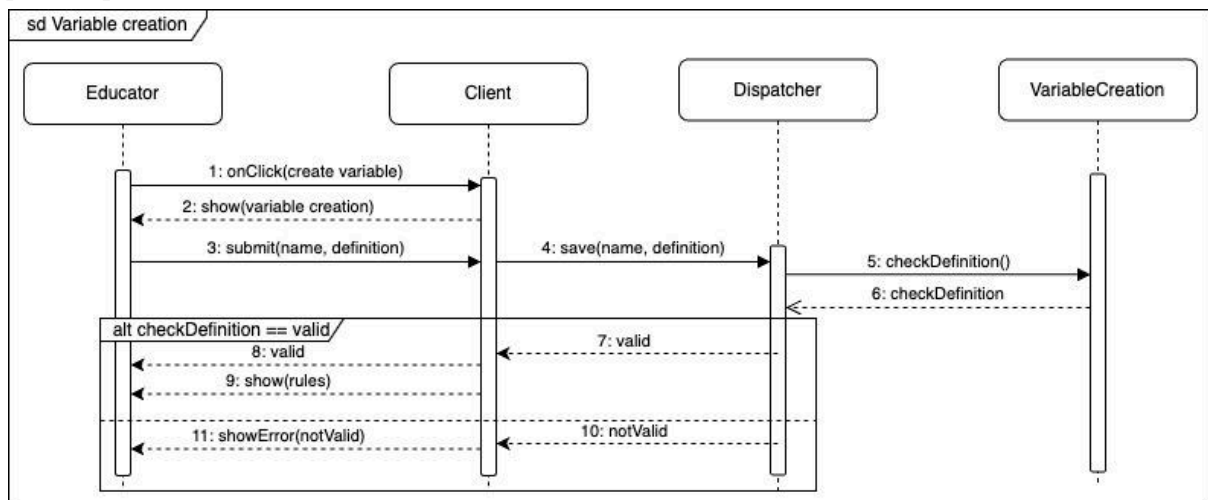 sd Variable creation
Educator
Client
Dispatcher
VariableCreation
1: onClick(create variable)
2: show(variable creation)
3: submit(name, definition)
4: save(name, definition)
5: checkDefinition()
6: checkDefinition
alt checkDefinition == valid
7: valid
8: valid
9: show(rules)
10: notValid
11: showError(notValid)